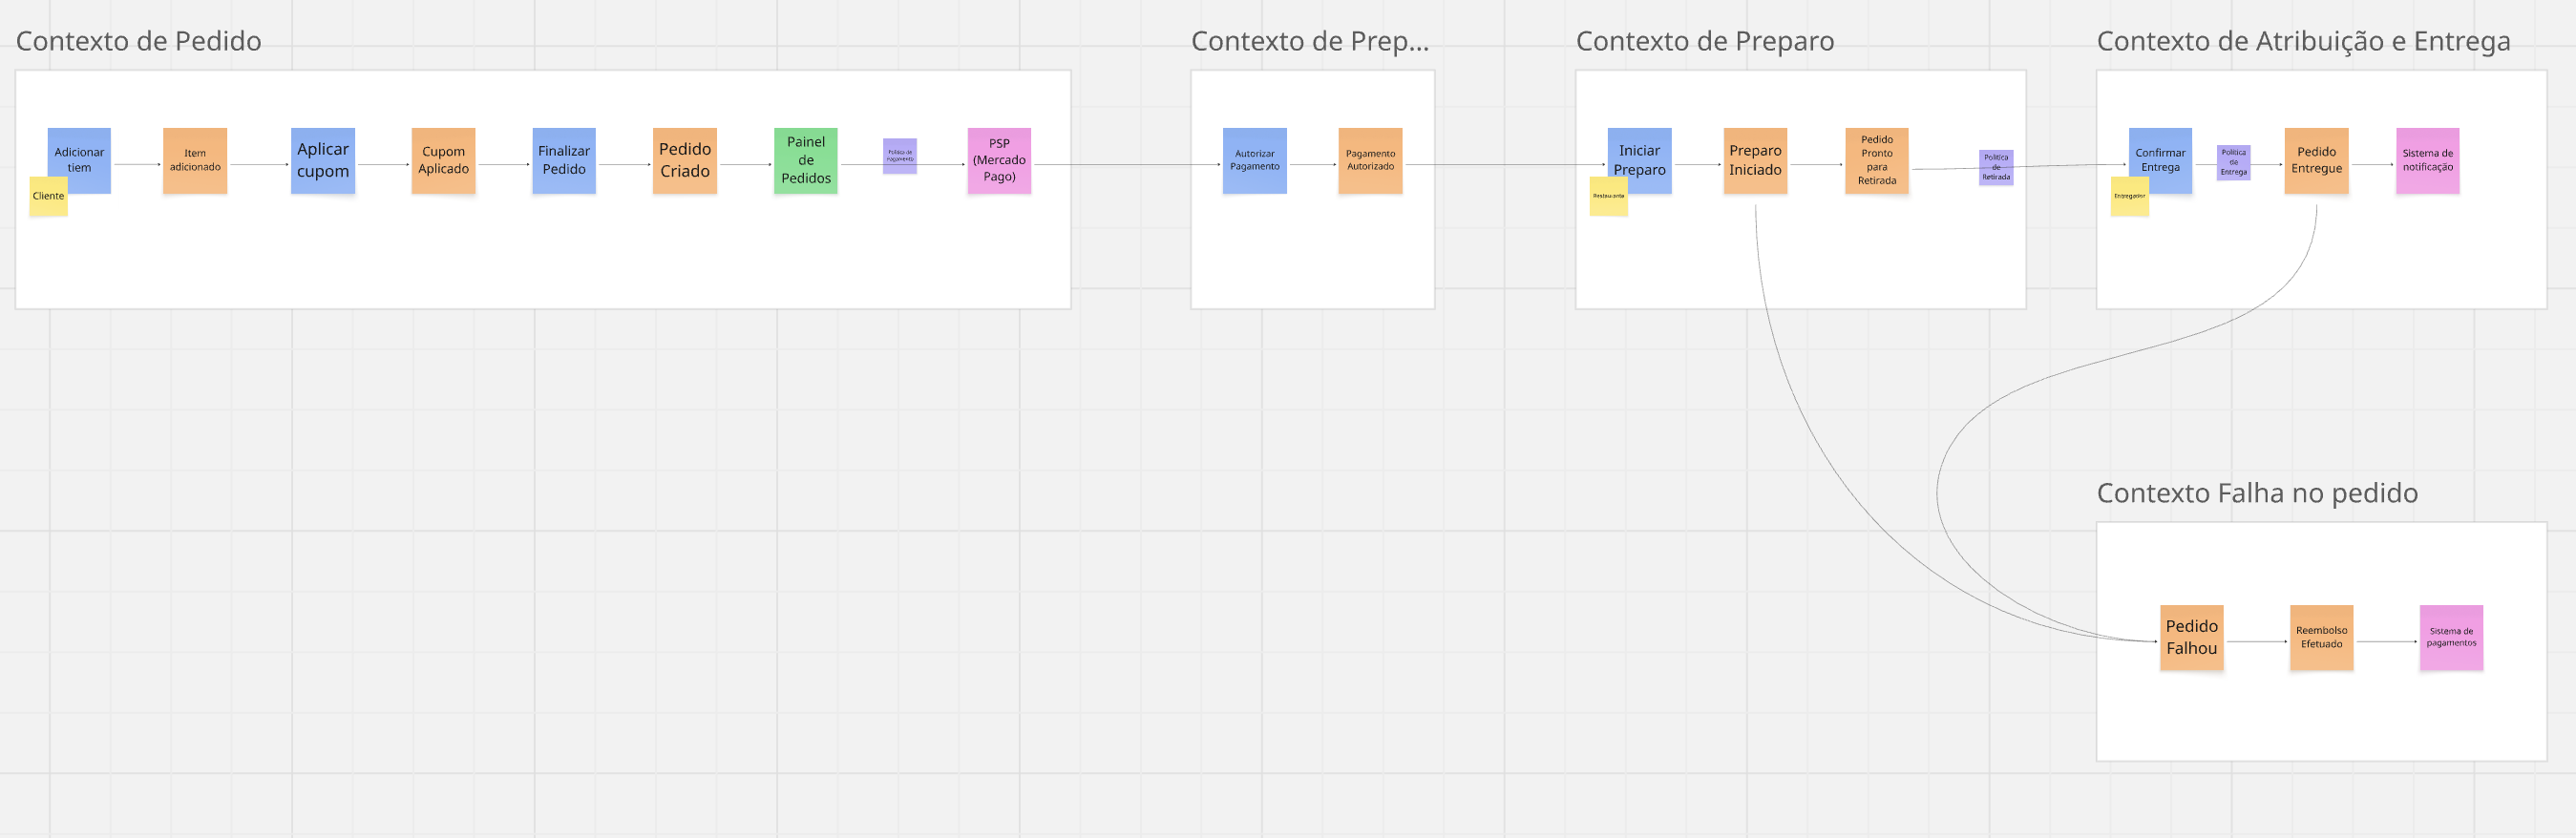 Contexto de Pedido
Contexto de Prep...
Contexto de Preparo
Contexto de Atribuição e Entrega
Adicionar
tiem
Cliente
Item
adicionado
Aplicar
cupom
Cupom
Aplicado
Finalizar
Pedido
Pedido
Criado
Painel
de
Pedidos
Política de
pagamento
PSP
(Mercado
Pago)
Autorizar
Pagamento
Pagamento
Autorizado
Iniciar
Preparo
Restaurante
Preparo
Iniciado
Pedido
Pronto
para
Retirada
Política
de
Retirada
Confirmar
Entrega
Entregador
Política
de
Entrega
Pedido
Entregue
Sistema de
notificação
Contexto Falha no pedido
Pedido
Falhou
Reembolso
Efetuado
Sistema de
pagamentos